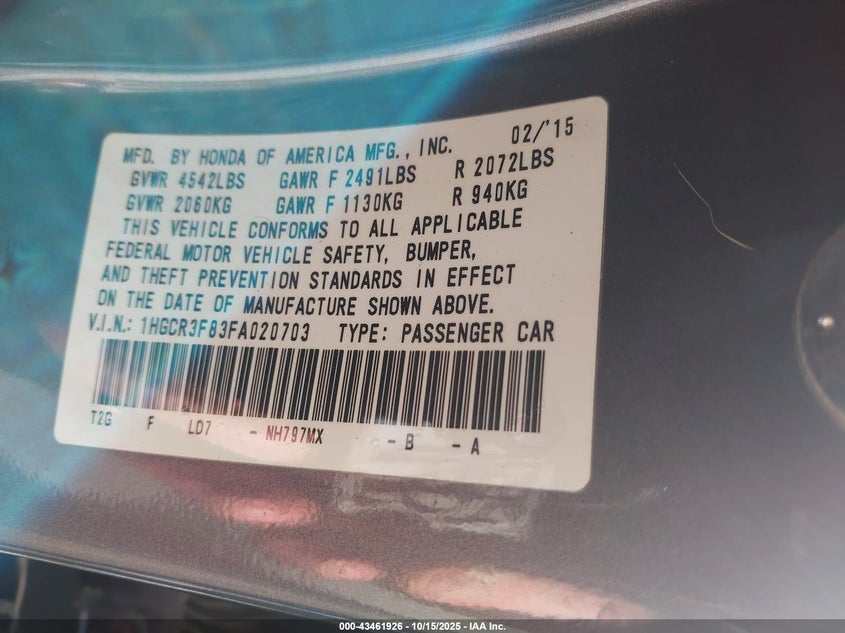 MFD. BY HONDA OF AMERICA MFG., INC. 02/'15
GVWR 4542LBS GAWR F 2491LBS R 2072LBS
GVWR 2060KG GAWR F 1130KG R 940KG
THIS VEHICLE CONFORMS TO ALL APPLICABLE
FEDERAL MOTOR VEHICLE SAFETY, BUMPER,
AND THEFT PREVENTION STANDARDS IN EFFECT
ON THE DATE OF MANUFACTURE SHOWN ABOVE.
V.I.N.: 1HGCR3F83FA020703 TYPE: PASSENGER CAR
T2G F LD7 - NH797MX - B - A
000-43461926 - 10/15/2025 - IAA Inc.